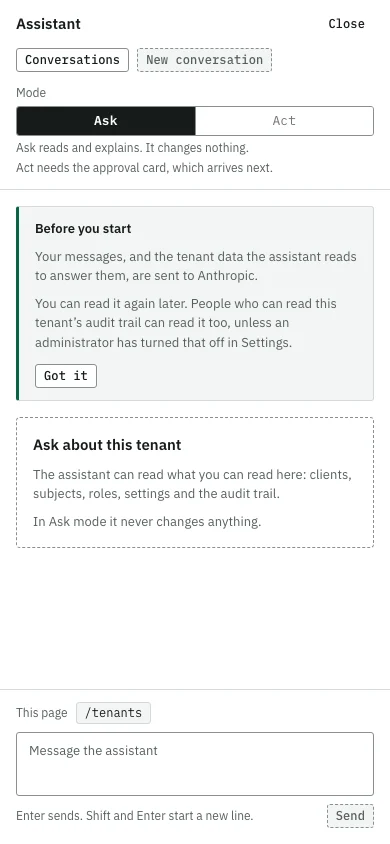 Assistant
Close
Conversations
New conversation
Mode
Ask
Act
Ask reads and explains. It changes nothing.
Act needs the approval card, which arrives next.
Before you start
Your messages, and the tenant data the assistant reads
to answer them, are sent to Anthropic.
You can read it again later. People who can read this
tenant’s audit trail can read it too, unless an
administrator has turned that off in Settings.
Got it
Ask about this tenant
The assistant can read what you can read here: clients,
subjects, roles, settings and the audit trail.
In Ask mode it never changes anything.
This page
/tenants
Message the assistant
Enter sends. Shift and Enter start a new line.
Send